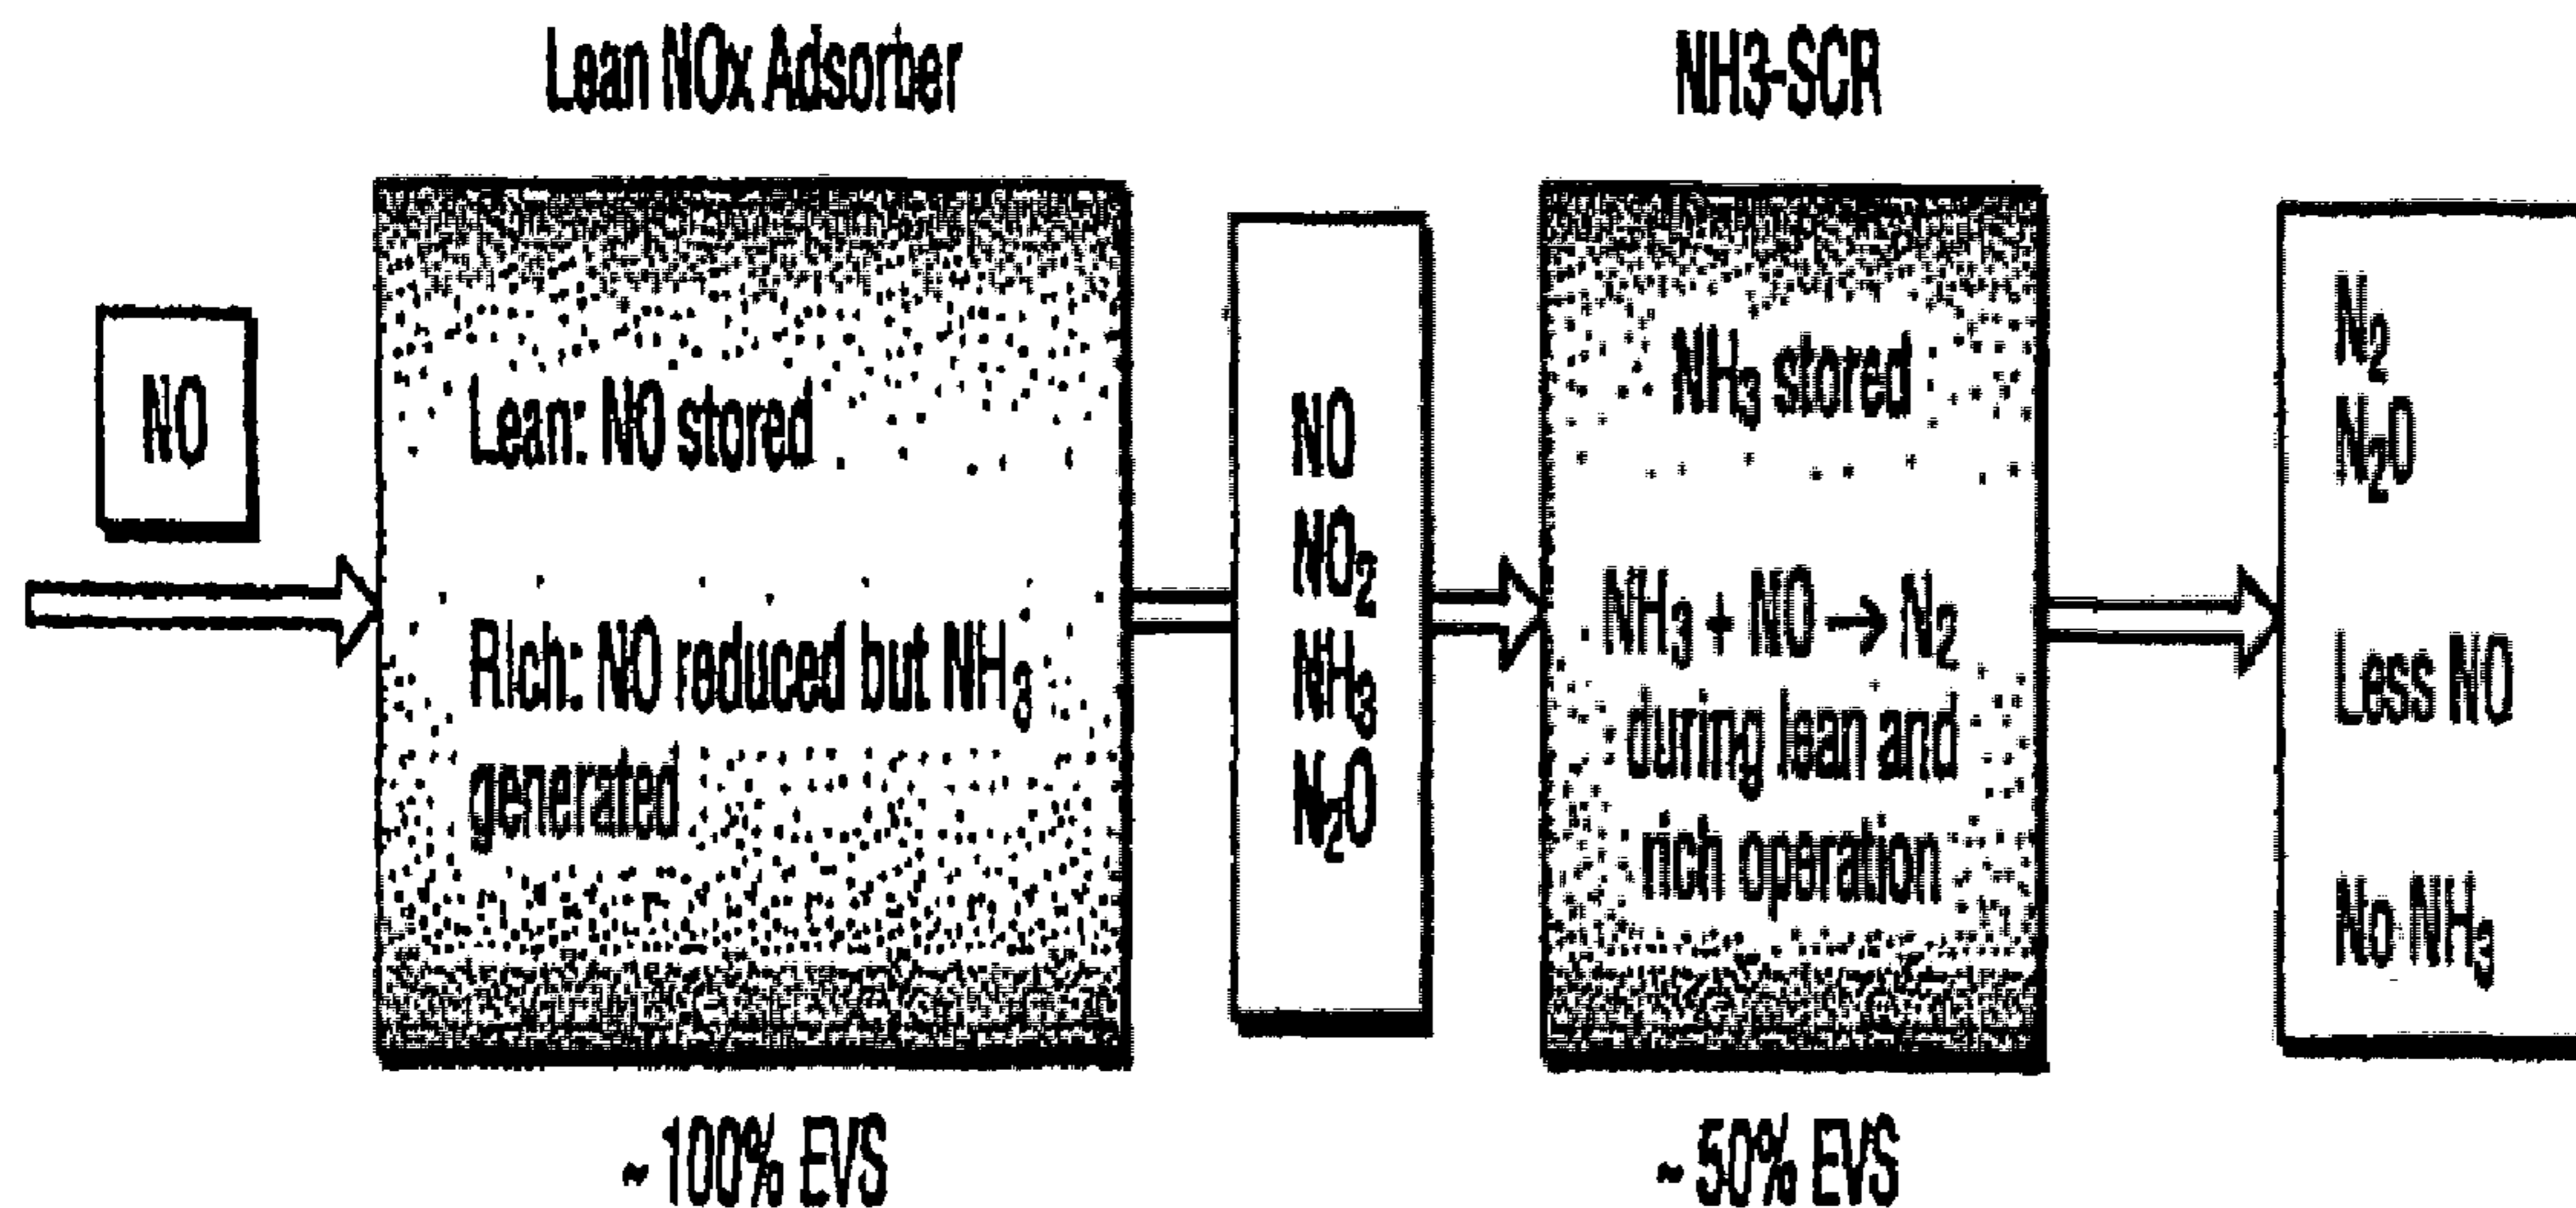 Lean NOx Adsorber
NH3-SCR
NO
Lean: NO stored
Rich: NO reduced but NH₃
generated
NO
NO₂
NH₃
N₂O
NH₃ stored
NH₃ + NO → N₂
during lean and
rich operation
N₂
N₂O
Less NO
No NH₃
~ 100% EVS
~ 50% EVS